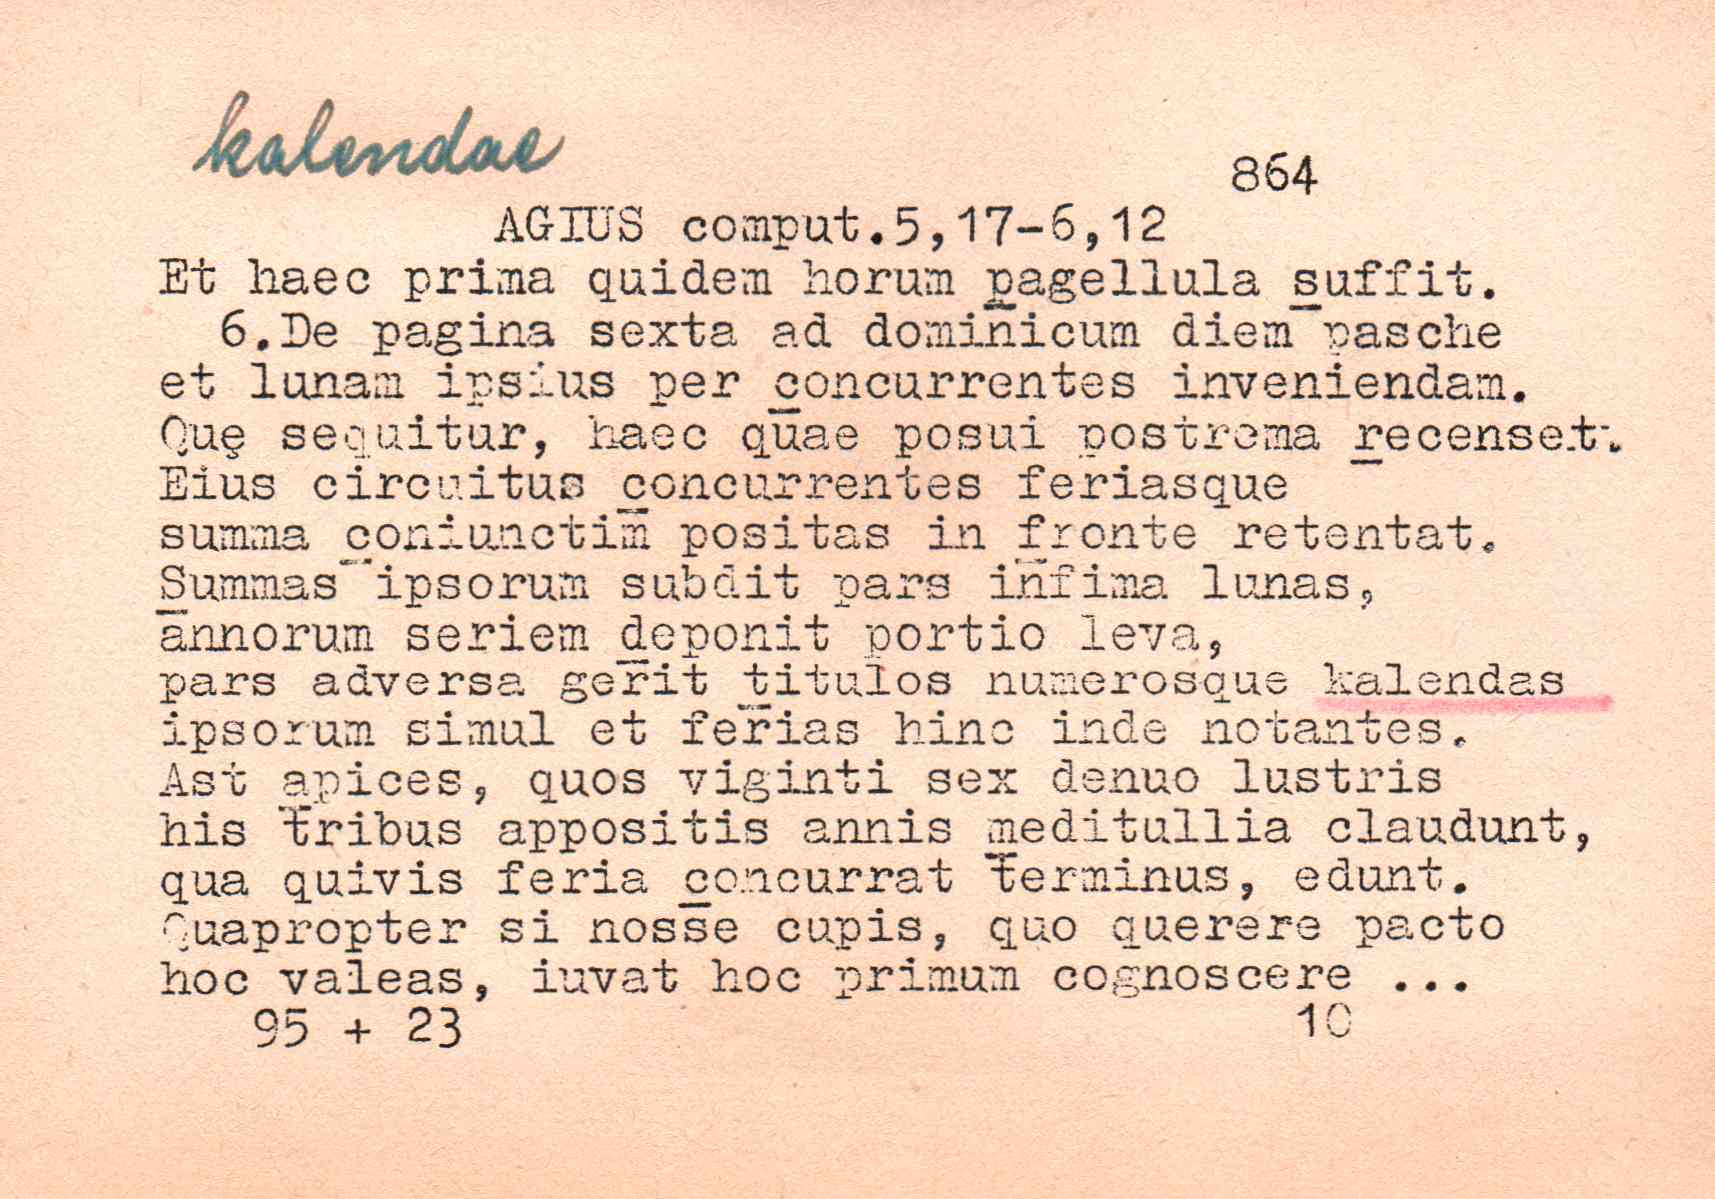 kalendae
864
AGIUS comput.5,17-6,12
Et haec prima quidem horum pagellula suffit.
6.De pagina sexta ad dominicum diem pasche
et lunam ipsius per concurrentes inveniendam.
Quę sequitur, haec quae posui postrema recenset.
Eius circuitus concurrentes feriasque
summa coniunctim positas in fronte retentat.
Summas ipsorum subdit pars infima lunas,
annorum seriem deponit portio leva,
pars adversa gerit titulos numerosque kalendas
ipsorum simul et ferias hinc inde notantes.
Ast apices, quos viginti sex denuo lustris
his tribus appositis annis meditullia claudunt,
qua quivis feria concurrat terminus, edunt.
Quapropter si nosse cupis, quo querere pacto
hoc valeas, iuvat hoc primum cognoscere ...
95 + 23 10